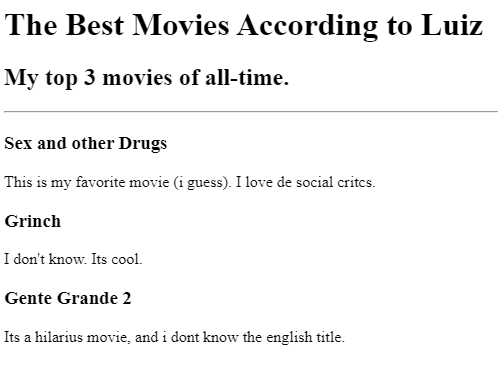 The Best Movies According to Luiz
My top 3 movies of all-time.
Sex and other Drugs
This is my favorite movie (i guess). I love de social critcs.
Grinch
I don't know. Its cool.
Gente Grande 2
Its a hilarius movie, and i dont know the english title.